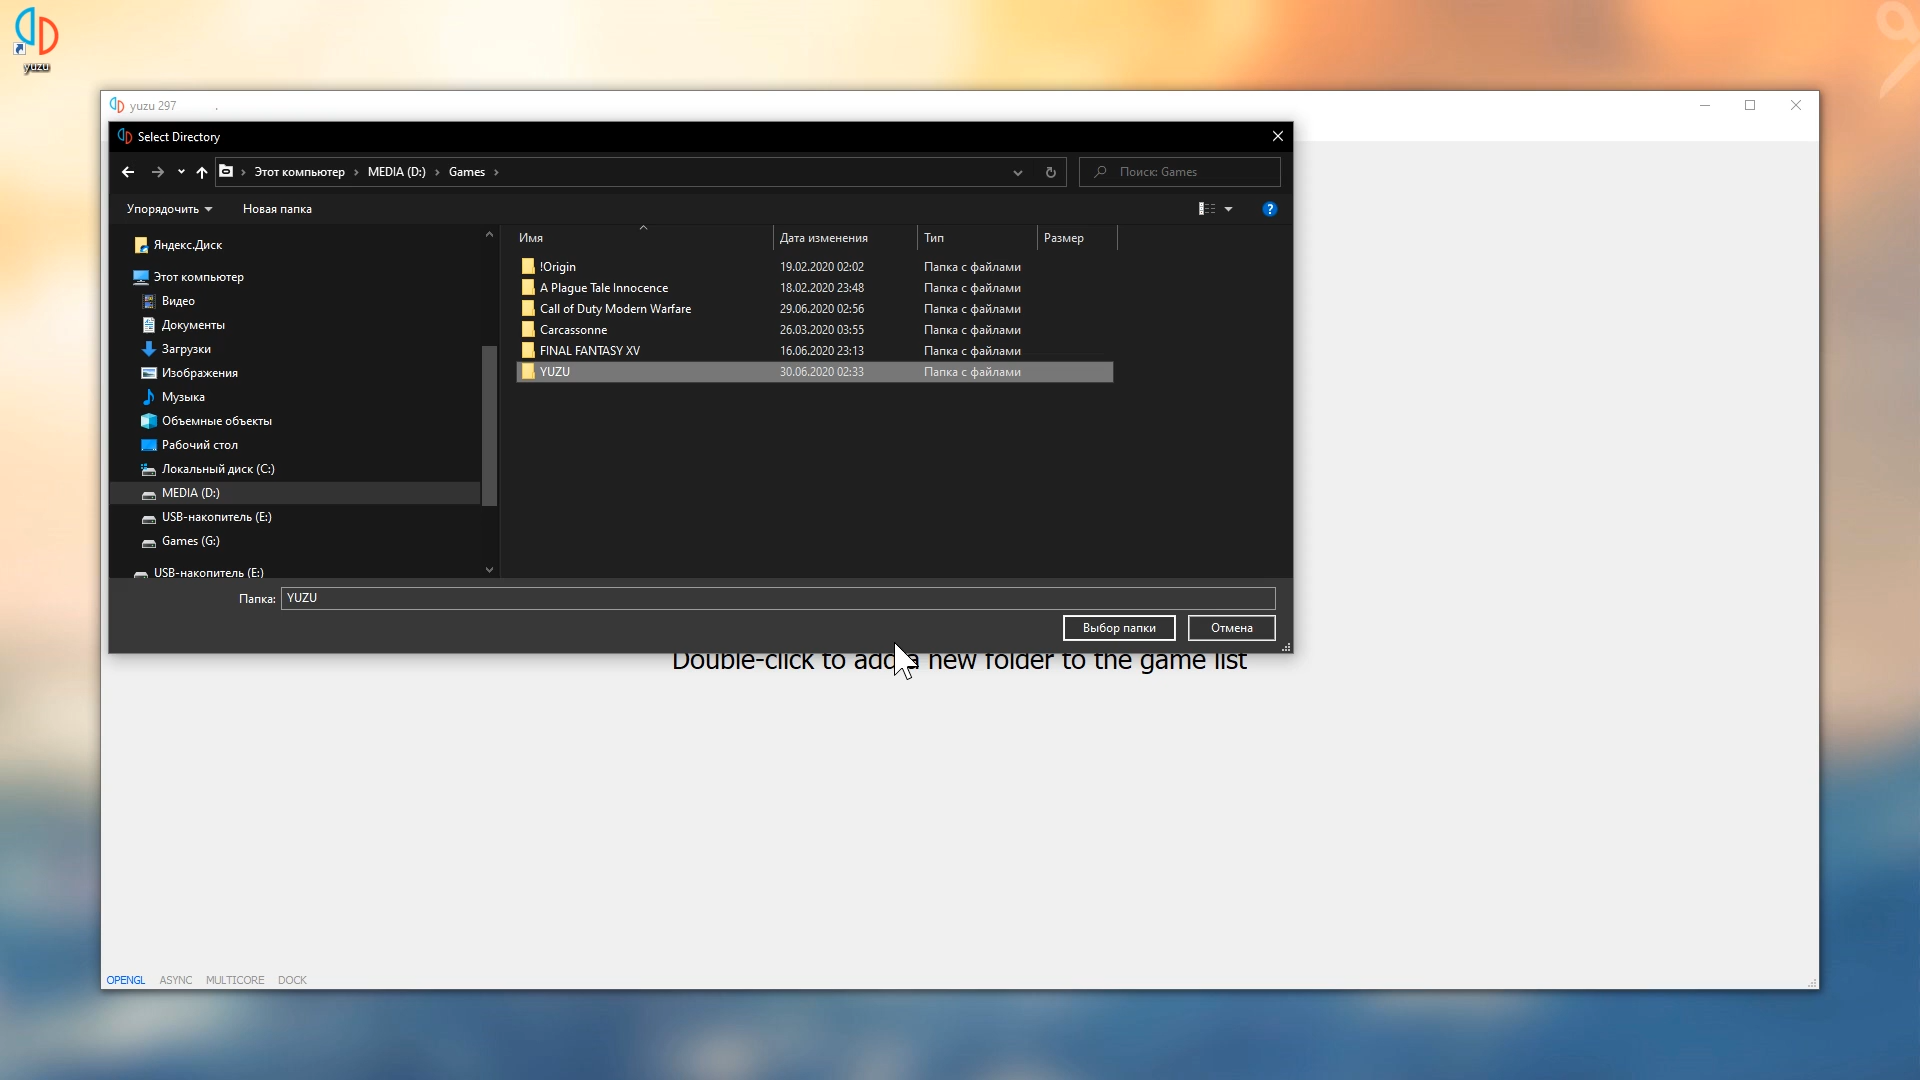 yuzu
yuzu 297 .
Select Directory
Этот компьютер MEDIA (D:) Games
Поиск: Games
Упорядочить Новая папка
?
Яндекс.Диск
Этот компьютер
Видео
Документы
Загрузки
Изображения
Музыка
Объемные объекты
Рабочий стол
Локальный диск (C:)
MEDIA (D:)
USB-накопитель (E:)
Games (G:)
USB-накопитель (E:)
Имя Дата изменения Тип Размер
!Origin 19.02.2020 02:02 Папка с файлами
A Plague Tale Innocence 18.02.2020 23:48 Папка с файлами
Call of Duty Modern Warfare 29.06.2020 02:56 Папка с файлами
Carcassonne 26.03.2020 03:55 Папка с файлами
FINAL FANTASY XV 16.06.2020 23:13 Папка с файлами
YUZU 30.06.2020 02:33 Папка с файлами
Папка: YUZU
Выбор папки Отмена
Double-click to add a new folder to the game list
OPENGL ASYNC MULTICORE DOCK